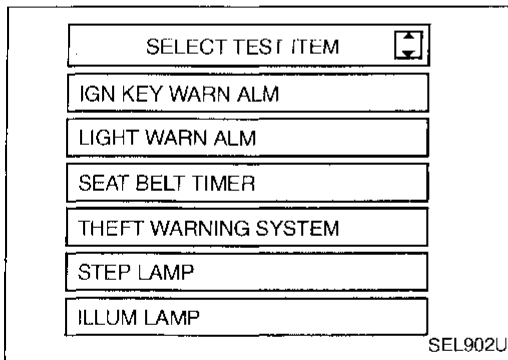 SELECT TEST ITEM
IGN KEY WARN ALM
LIGHT WARN ALM
SEAT BELT TIMER
THEFT WARNING SYSTEM
STEP LAMP
ILLUM LAMP
SEL902U